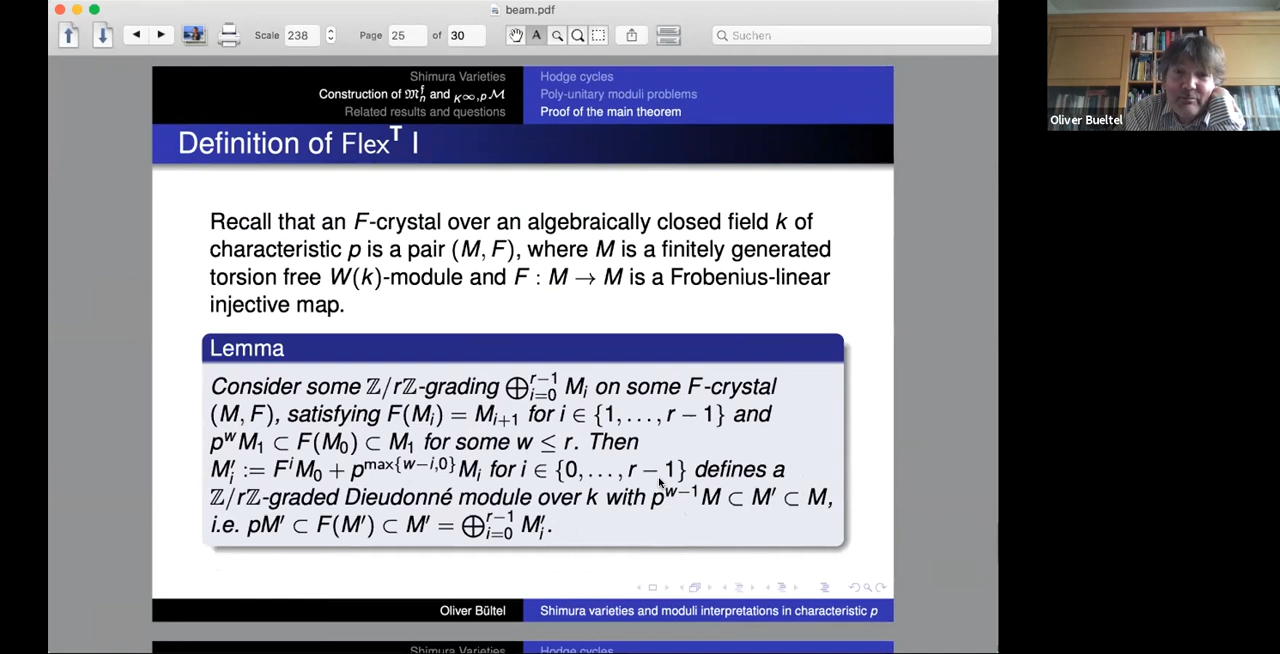 beam.pdf
Scale 238 Page 25 of 30 Suchen
Shimura Varieties Hodge cycles
Construction of 𝔐ᶠₙ and K∞,p ℳ Poly-unitary moduli problems
Related results and questions Proof of the main theorem
Definition of Flexᵀ I
Recall that an F-crystal over an algebraically closed field k of
characteristic p is a pair (M, F), where M is a finitely generated
torsion free W(k)-module and F : M → M is a Frobenius-linear
injective map.
Lemma
Consider some ℤ/rℤ-grading ⨁_{i=0}^{r−1} M_i on some F-crystal
(M, F), satisfying F(M_i) = M_{i+1} for i ∈ {1, . . . , r − 1} and
p^w M_1 ⊂ F(M_0) ⊂ M_1 for some w ≤ r. Then
M'_i := F^i M_0 + p^{max{w−i,0}} M_i for i ∈ {0, . . . , r − 1} defines a
ℤ/rℤ-graded Dieudonné module over k with p^{w−1} M ⊂ M' ⊂ M,
i.e. pM' ⊂ F(M') ⊂ M' = ⨁_{i=0}^{r−1} M'_i.
Oliver Bültel Shimura varieties and moduli interpretations in characteristic p
Shimura Varieties Hodge cycles
Oliver Bueltel